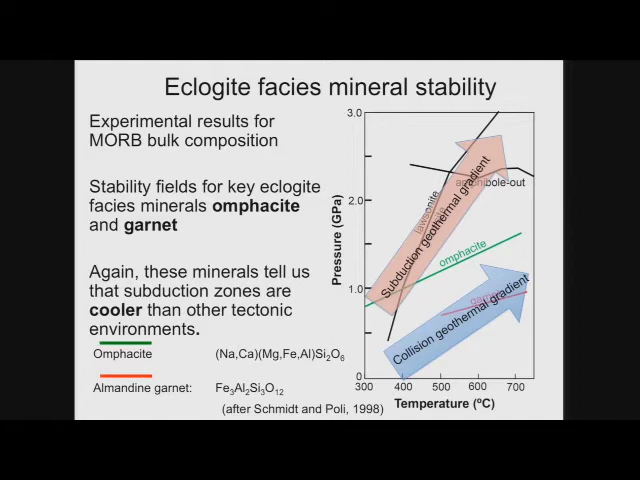 Eclogite facies mineral stability
Experimental results for
MORB bulk composition
Stability fields for key eclogite
facies minerals omphacite
and garnet
Again, these minerals tell us
that subduction zones are
cooler than other tectonic
environments.
Omphacite (Na,Ca)(Mg,Fe,Al)Si2O6
Almandine garnet: Fe3Al2Si3O12
(after Schmidt and Poli, 1998)
3.0
2.0
1.0
0
Pressure (GPa)
300 400 500 600 700
Temperature (ºC)
lawsonite
Subduction geothermal gradient
amphibole-out
omphacite
garnet
Collision geothermal gradient